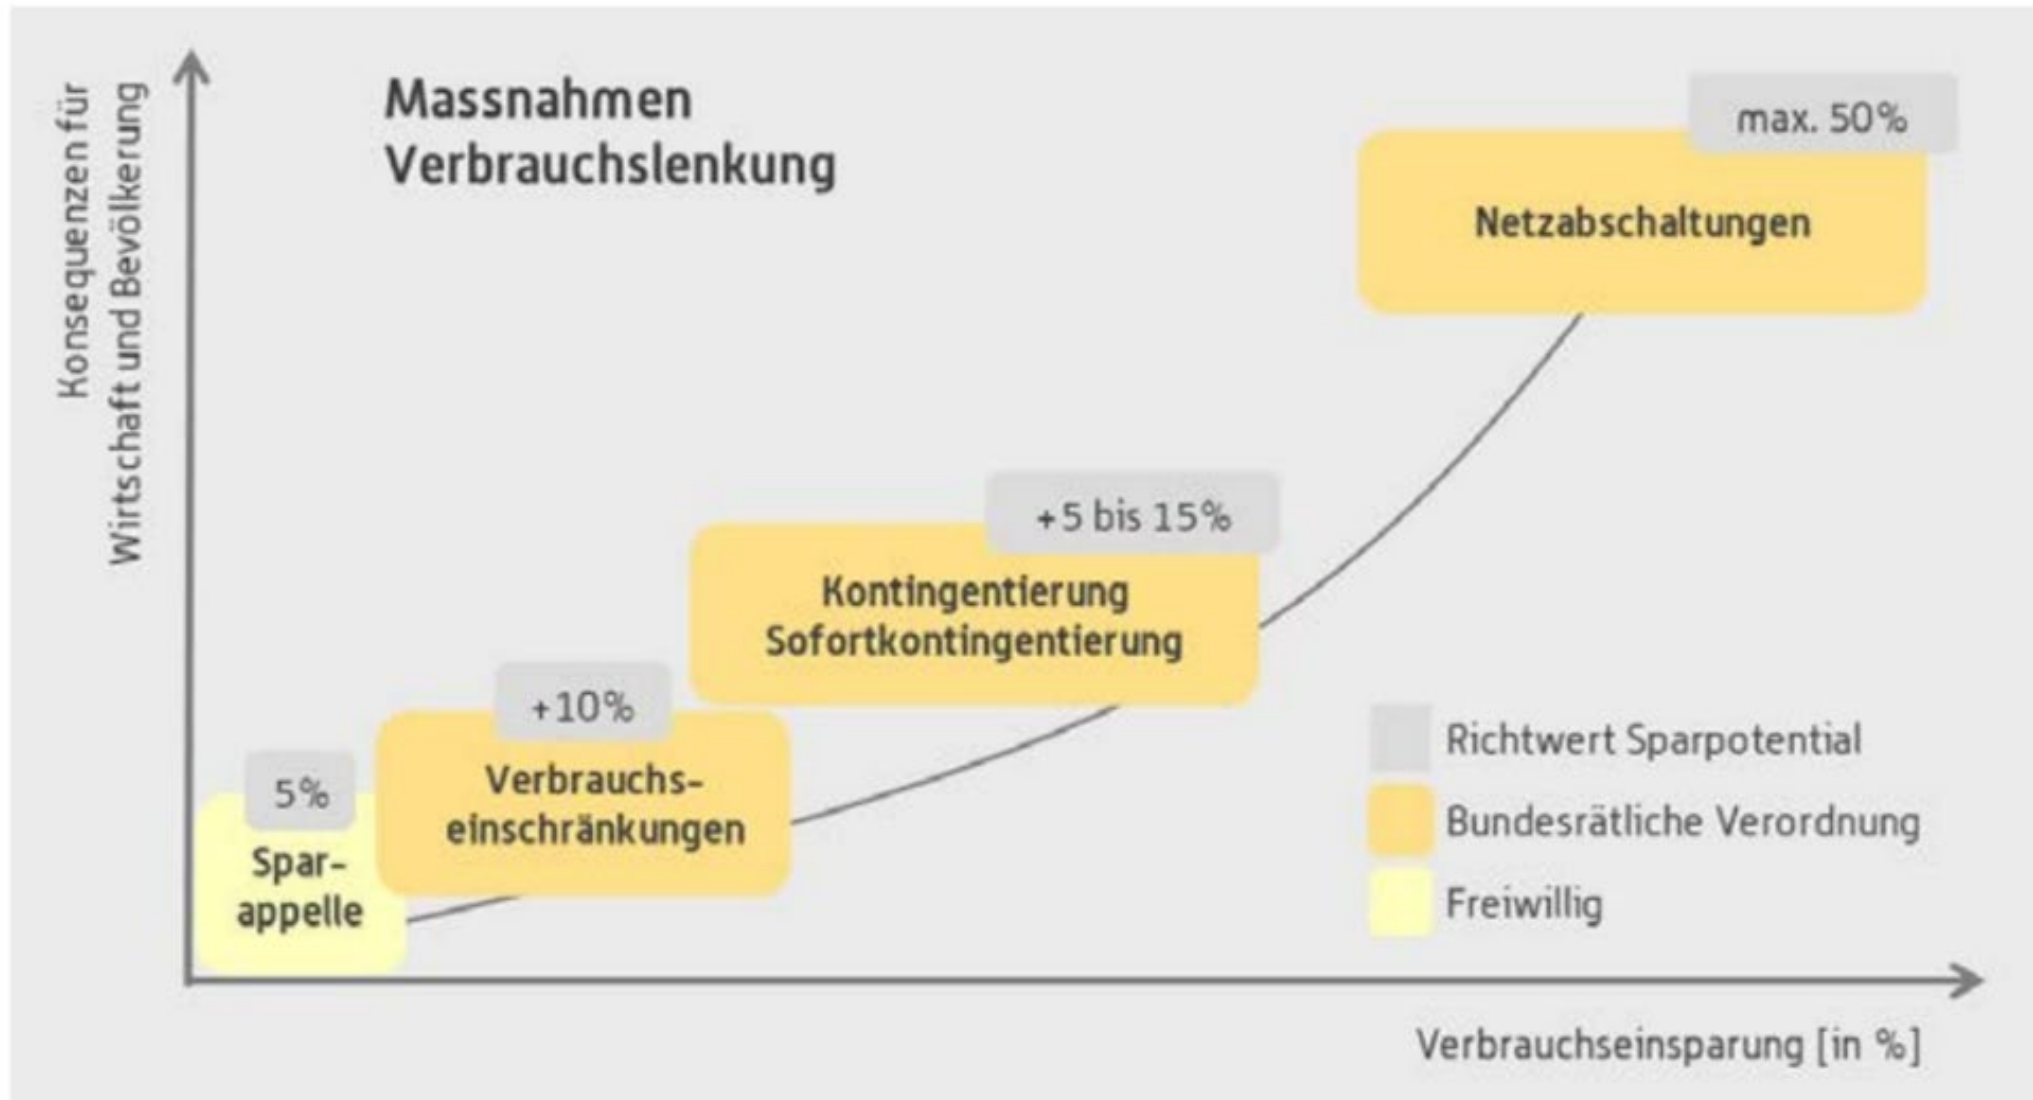 Massnahmen
Verbrauchslenkung
Konsequenzen für
Wirtschaft und Bevölkerung
max. 50%
Netzabschaltungen
+5 bis 15%
Kontingentierung
Sofortkontingentierung
+10%
Verbrauchs-
einschränkungen
5%
Spar-
appelle
Richtwert Sparpotential
Bundesrätliche Verordnung
Freiwillig
Verbrauchseinsparung [in %]